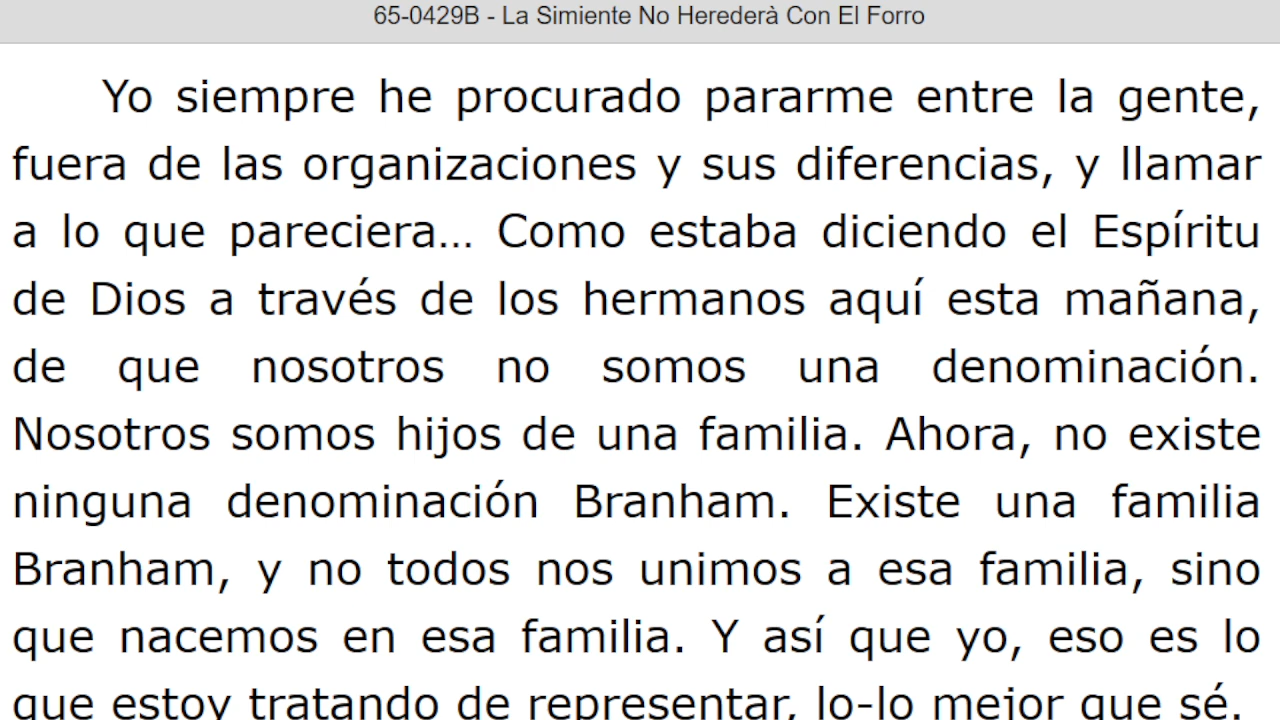 65-0429B - La Simiente No Herederà Con El Forro
Yo siempre he procurado pararme entre la gente,
fuera de las organizaciones y sus diferencias, y llamar
a lo que pareciera... Como estaba diciendo el Espíritu
de Dios a través de los hermanos aquí esta mañana,
de que nosotros no somos una denominación.
Nosotros somos hijos de una familia. Ahora, no existe
ninguna denominación Branham. Existe una familia
Branham, y no todos nos unimos a esa familia, sino
que nacemos en esa familia. Y así que yo, eso es lo
que estoy tratando de representar, lo-lo mejor que sé.